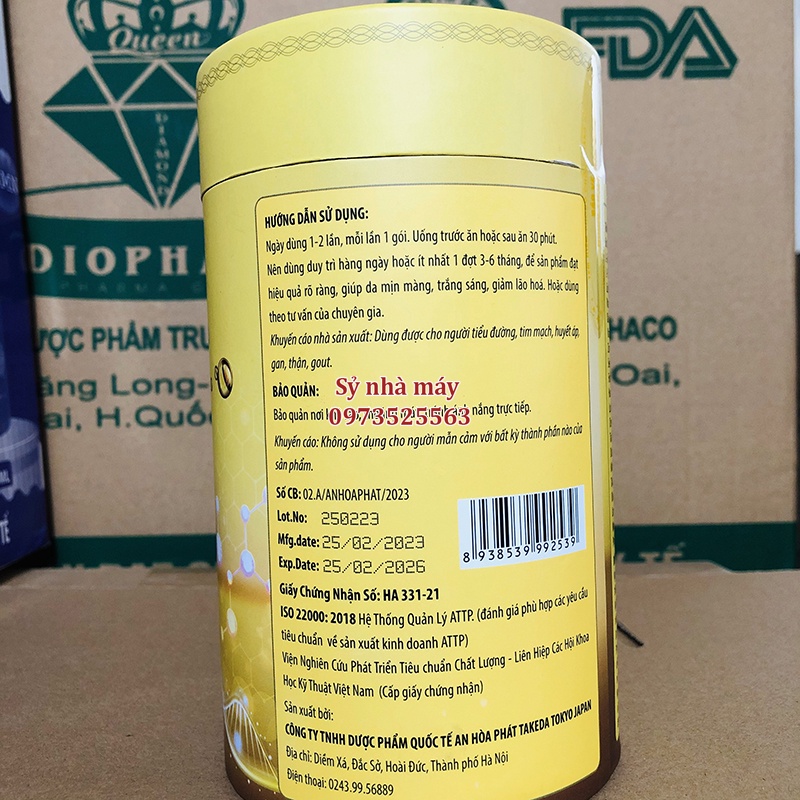 Queen
FDA
DIAMOND
DIOPHA
PHARMA
ƯỢC PHẨM TRU
HACO
ăng Long-
Oai,
ai, H.Quố
HƯỚNG DẪN SỬ DỤNG:
Ngày dùng 1-2 lần, mỗi lần 1 gói. Uống trước ăn hoặc sau ăn 30 phút.
Nên dùng duy trì hàng ngày hoặc ít nhất 1 đợt 3-6 tháng, để sản phẩm đạt
hiệu quả rõ ràng, giúp da mịn màng, trắng sáng, giảm lão hoá. Hoặc dùng
theo tư vấn của chuyên gia.
Khuyến cáo nhà sản xuất: Dùng được cho người tiểu đường, tim mạch, huyết áp,
gan, thận, gout.
BẢO QUẢN:
Sỷ nhà máy
0973525563
Bảo quản nơi nắng trực tiếp.
Khuyến cáo: Không sử dụng cho người mẫn cảm với bất kỳ thành phần nào của
sản phẩm.
Số CB: 02.A/ANHOAPHAT/2023
Lot.No: 250223
Mfg.date: 25/02/2023
Exp.Date: 25/02/2026
8 938539 992539
Giấy Chứng Nhận Số: HA 331-21
ISO 22000: 2018 Hệ Thống Quản Lý ATTP. (đánh giá phù hợp các yêu cầu
tiêu chuẩn về sản xuất kinh doanh ATTP)
Viện Nghiên Cứu Phát Triển Tiêu chuẩn Chất Lượng - Liên Hiệp Các Hội Khoa
Học Kỹ Thuật Việt Nam (Cấp giấy chứng nhận)
Sản xuất bởi:
CÔNG TY TNHH DƯỢC PHẨM QUỐC TẾ AN HÒA PHÁT TAKEDA TOKYO JAPAN
Địa chỉ: Diềm Xá, Đắc Sở, Hoài Đức, Thành phố Hà Nội
Điện thoại: 0243.99.56889